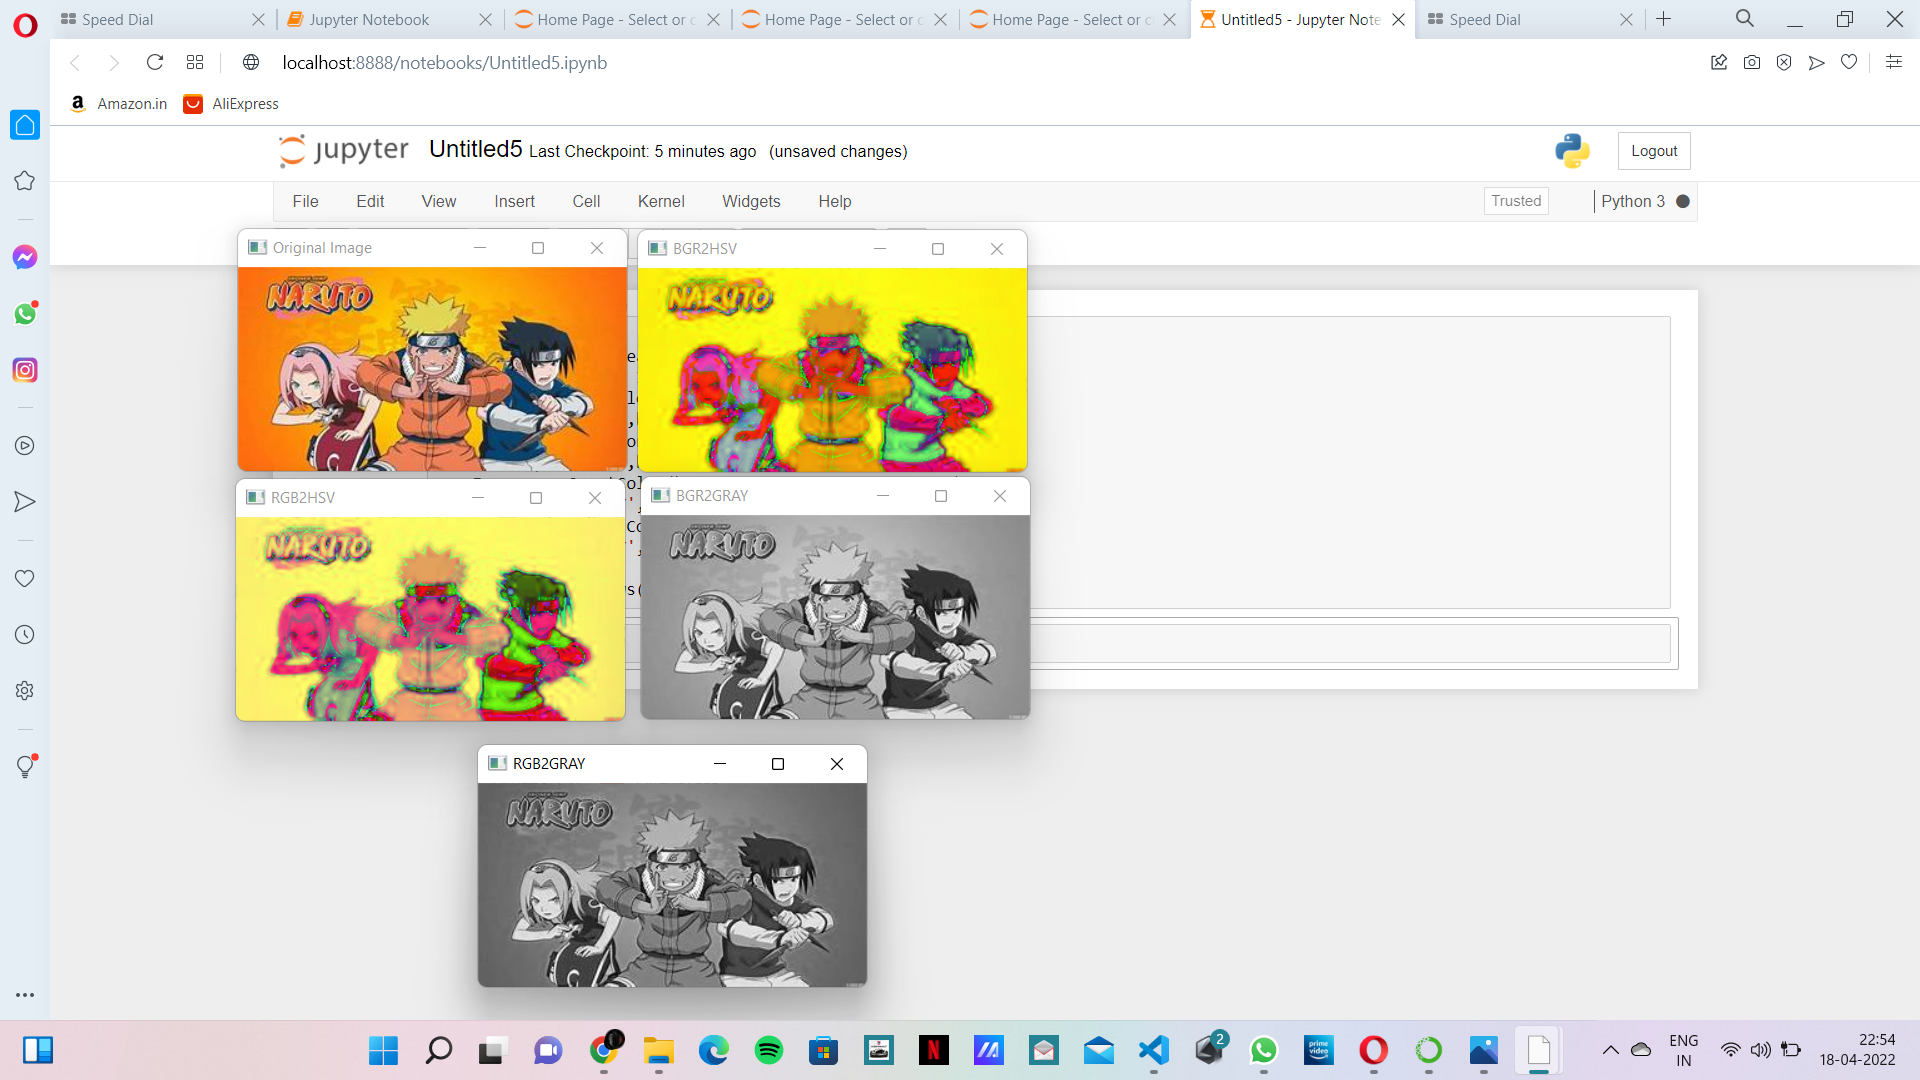 Speed Dial
Jupyter Notebook
Home Page - Select or c
Home Page - Select or c
Home Page - Select or c
Untitled5 - Jupyter Note
Speed Dial
localhost:8888/notebooks/Untitled5.ipynb
Amazon.in
AliExpress
jupyter
Untitled5
Last Checkpoint: 5 minutes ago
(unsaved changes)
Logout
File
Edit
View
Insert
Cell
Kernel
Widgets
Help
Trusted
Python 3
Original Image
NARUTO
BGR2HSV
NARUTO
RGB2HSV
NARUTO
BGR2GRAY
NARUTO
RGB2GRAY
NARUTO
2
prime video
ENG
IN
22:54
18-04-2022